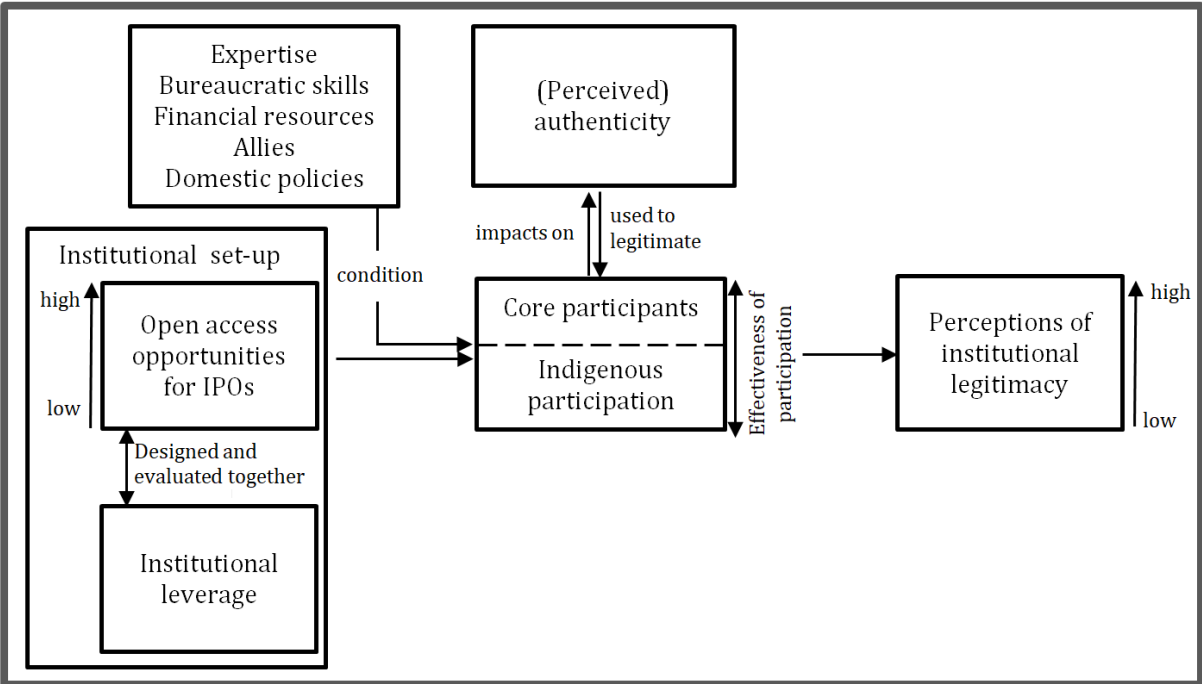 Expertise
Bureaucratic skills
Financial resources
Allies
Domestic policies
(Perceived)
authenticity
impacts on
used to
legitimate
Institutional set-up
condition
high
low
Open access
opportunities
for IPOs
Designed and
evaluated together
Institutional
leverage
Core participants
Indigenous
participation
Effectiveness of
participation
Perceptions of
institutional
legitimacy
high
low